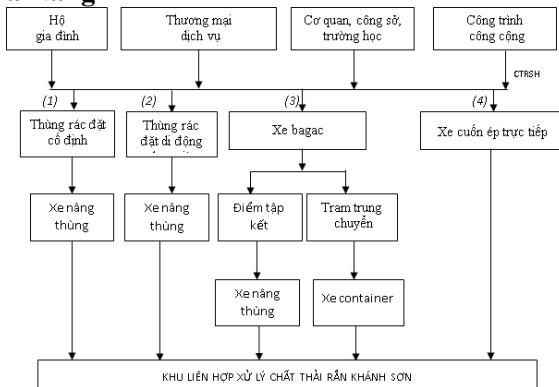 Hộ
gia đình
Thương mại
dịch vụ
Cơ quan, công sở,
trường học
Công trình
công cộng
CTRSH
(1)
(2)
(3)
(4)
Thùng rác đặt
cố định
Thùng rác
đặt di động
Xe bagac
Xe cuốn ép trực tiếp
Xe nâng
thùng
Xe nâng
thùng
Điểm tập
kết
Trạm trung
chuyển
Xe nâng
thùng
Xe container
KHU LIÊN HỢP XỬ LÝ CHẤT THẢI RẮN KHÁNH SƠN